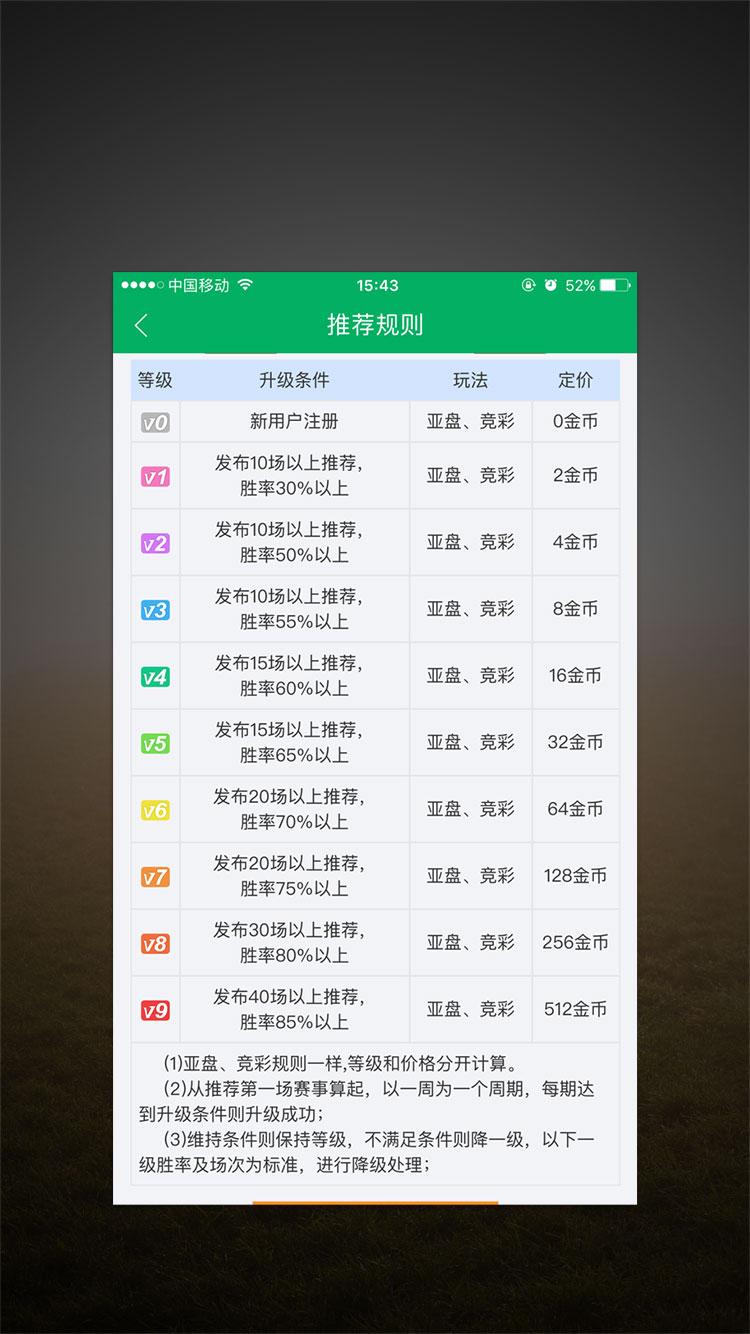 中国移动 15:43 52%
推荐规则
等级 升级条件 玩法 定价
v0 新用户注册 亚盘、竞彩 0金币
发布10场以上推荐，
v1 胜率30%以上 亚盘、竞彩 2金币
发布10场以上推荐，
v2 胜率50%以上 亚盘、竞彩 4金币
发布10场以上推荐，
v3 胜率55%以上 亚盘、竞彩 8金币
发布15场以上推荐，
v4 胜率60%以上 亚盘、竞彩 16金币
发布15场以上推荐，
v5 胜率65%以上 亚盘、竞彩 32金币
发布20场以上推荐，
v6 胜率70%以上 亚盘、竞彩 64金币
发布20场以上推荐，
v7 胜率75%以上 亚盘、竞彩 128金币
发布30场以上推荐，
v8 胜率80%以上 亚盘、竞彩 256金币
发布40场以上推荐，
v9 胜率85%以上 亚盘、竞彩 512金币
(1)亚盘、竞彩规则一样,等级和价格分开计算。
(2)从推荐第一场赛事算起，以一周为一个周期，每期达
到升级条件则升级成功；
(3)维持条件则保持等级，不满足条件则降一级，以下一
级胜率及场次为标准，进行降级处理；